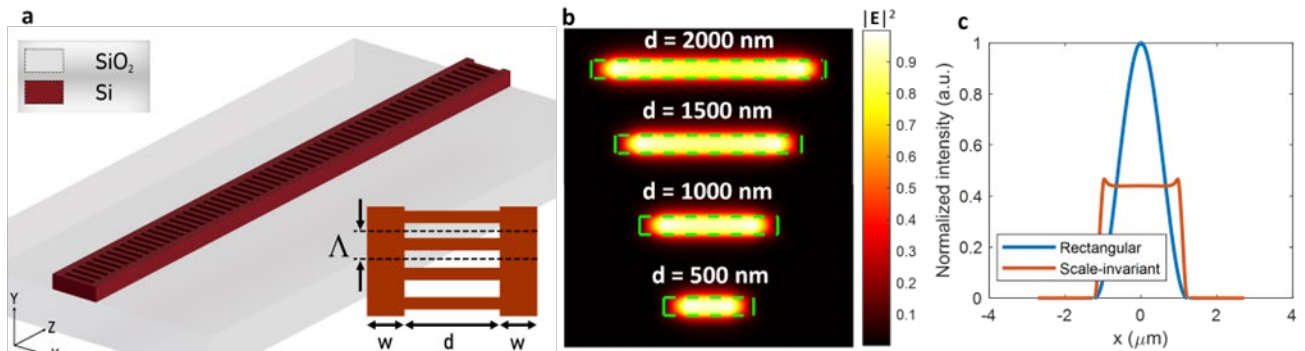 a
SiO₂
Si
Λ
w
d
w
Y
Z
X
b
|E|²
d = 2000 nm
d = 1500 nm
d = 1000 nm
d = 500 nm
0.9
0.8
0.7
0.6
0.5
0.4
0.3
0.2
0.1
c
Normalized intensity (a.u.)
1
0.8
0.6
0.4
0.2
0
Rectangular
Scale-invariant
-4
-2
0
2
4
x (μm)